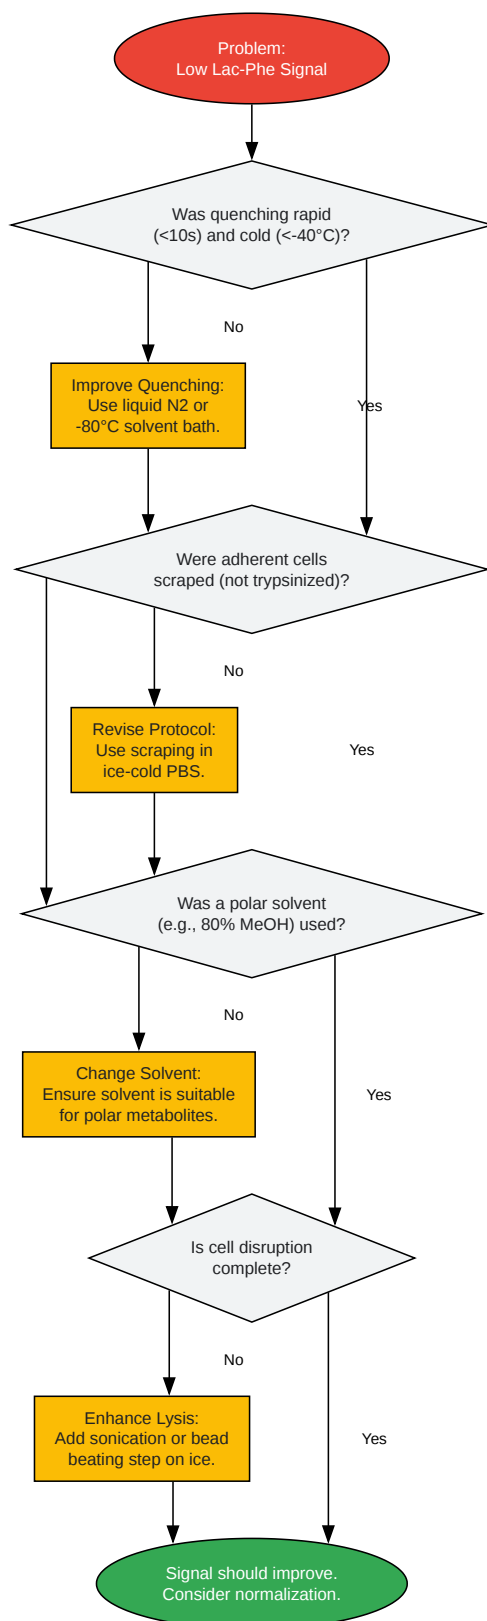 Problem:
Low Lac-Phe Signal
Was quenching rapid
(<10s) and cold (<-40°C)?
No
Improve Quenching:
Use liquid N2 or
-80°C solvent bath.
Yes
Were adherent cells
scraped (not trypsinized)?
No
Revise Protocol:
Use scraping in
ice-cold PBS.
Yes
Was a polar solvent
(e.g., 80% MeOH) used?
No
Change Solvent:
Ensure solvent is suitable
for polar metabolites.
Yes
Is cell disruption
complete?
No
Enhance Lysis:
Add sonication or bead
beating step on ice.
Yes
Signal should improve.
Consider normalization.